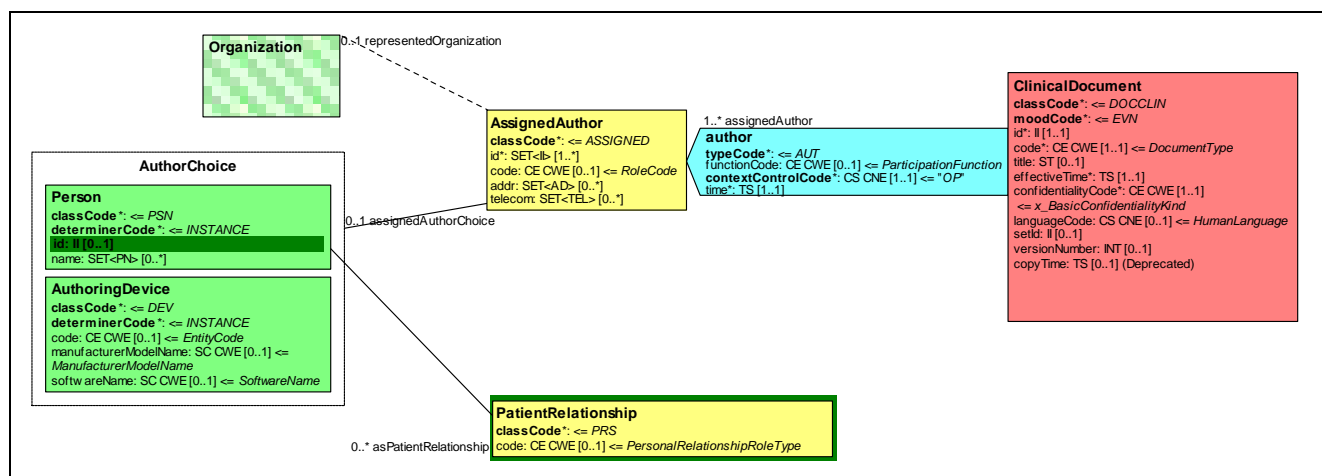 Organization
0..1 representedOrganization
AuthorChoice
Person
classCode*: <= PSN
determinerCode*: <= INSTANCE
id: II [0..1]
name: SET<PN> [0..*]
AuthoringDevice
classCode*: <= DEV
determinerCode*: <= INSTANCE
code: CE CWE [0..1] <= EntityCode
manufacturerModelName: SC CWE [0..1] <=
ManufacturerModelName
softwareName: SC CWE [0..1] <= SoftwareName
0..1 assignedAuthorChoice
AssignedAuthor
classCode*: <= ASSIGNED
id*: SET<II> [1..*]
code: CE CWE [0..1] <= RoleCode
addr: SET<AD> [0..*]
telecom: SET<TEL> [0..*]
1..* assignedAuthor
author
typeCode*: <= AUT
functionCode: CE CWE [0..1] <= ParticipationFunction
contextControlCode*: CS CNE [1..1] <= "OP"
time*: TS [1..1]
ClinicalDocument
classCode*: <= DOCCLIN
moodCode*: <= EVN
id*: II [1..1]
code*: CE CWE [1..1] <= DocumentType
title: ST [0..1]
effectiveTime*: TS [1..1]
confidentialityCode*: CE CWE [1..1]
<= x_BasicConfidentialityKind
languageCode: CS CNE [0..1] <= HumanLanguage
setId: II [0..1]
versionNumber: INT [0..1]
copyTime: TS [0..1] (Deprecated)
0..* asPatientRelationship
PatientRelationship
classCode*: <= PRS
code: CE CWE [0..1] <= PersonalRelationshipRoleType